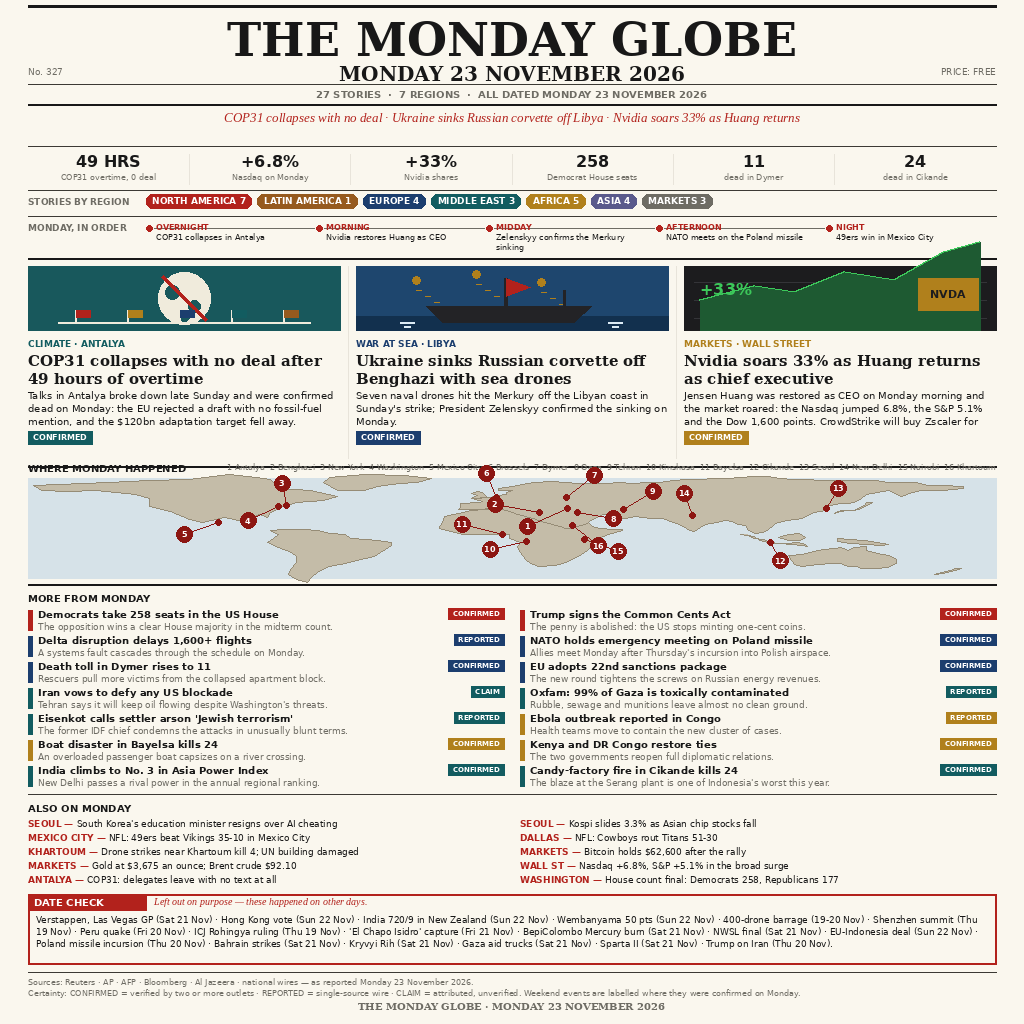 THE MONDAY GLOBE
No. 327
MONDAY 23 NOVEMBER 2026
PRICE: FREE
27 STORIES · 7 REGIONS · ALL DATED MONDAY 23 NOVEMBER 2026
COP31 collapses with no deal · Ukraine sinks Russian corvette off Libya · Nvidia soars 33% as Huang returns
49 HRS
COP31 overtime, 0 deal
+6.8%
Nasdaq on Monday
+33%
Nvidia shares
258
Democrat House seats
11
dead in Dymer
24
dead in Cikande
STORIES BY REGION
NORTH AMERICA 7
LATIN AMERICA 1
EUROPE 4
MIDDLE EAST 3
AFRICA 5
ASIA 4
MARKETS 3
MONDAY, IN ORDER
OVERNIGHT
COP31 collapses in Antalya
MORNING
Nvidia restores Huang as CEO
MIDDAY
Zelenskyy confirms the Merkury
sinking
AFTERNOON
NATO meets on the Poland missile
NIGHT
49ers win in Mexico City
+33%
NVDA
CLIMATE · ANTALYA
COP31 collapses with no deal after
49 hours of overtime
Talks in Antalya broke down late Sunday and were confirmed
dead on Monday: the EU rejected a draft with no fossil-fuel
mention, and the $120bn adaptation target fell away.
CONFIRMED
WAR AT SEA · LIBYA
Ukraine sinks Russian corvette off
Benghazi with sea drones
Seven naval drones hit the Merkury off the Libyan coast in
Sunday's strike; President Zelenskyy confirmed the sinking on
Monday.
CONFIRMED
MARKETS · WALL STREET
Nvidia soars 33% as Huang returns
as chief executive
Jensen Huang was restored as CEO on Monday morning and
the market roared: the Nasdaq jumped 6.8%, the S&P 5.1%
and the Dow 1,600 points. CrowdStrike will buy Zscaler for
CONFIRMED
WHERE MONDAY HAPPENED
1
2
3
4
5
6
7
8
9
10
11
12
13
14
15
16
MORE FROM MONDAY
Democrats take 258 seats in the US House
CONFIRMED
The opposition wins a clear House majority in the midterm count.
Delta disruption delays 1,600+ flights
REPORTED
A systems fault cascades through the schedule on Monday.
Death toll in Dymer rises to 11
CONFIRMED
Rescuers pull more victims from the collapsed apartment block.
Iran vows to defy any US blockade
CLAIM
Tehran says it will keep oil flowing despite Washington's threats.
Eisenkot calls settler arson 'Jewish terrorism'
REPORTED
The former IDF chief condemns the attacks in unusually blunt terms.
Boat disaster in Bayelsa kills 24
CONFIRMED
An overloaded passenger boat capsizes on a river crossing.
India climbs to No. 3 in Asia Power Index
CONFIRMED
New Delhi passes a rival power in the annual regional ranking.
Trump signs the Common Cents Act
CONFIRMED
The penny is abolished: the US stops minting one-cent coins.
NATO holds emergency meeting on Poland missile
CONFIRMED
Allies meet Monday after Thursday's incursion into Polish airspace.
EU adopts 22nd sanctions package
CONFIRMED
The new round tightens the screws on Russian energy revenues.
Oxfam: 99% of Gaza is toxically contaminated
REPORTED
Rubble, sewage and munitions leave almost no clean ground.
Ebola outbreak reported in Congo
REPORTED
Health teams move to contain the new cluster of cases.
Kenya and DR Congo restore ties
CONFIRMED
The two governments reopen full diplomatic relations.
Candy-factory fire in Cikande kills 24
CONFIRMED
The blaze at the Serang plant is one of Indonesia's worst this year.
ALSO ON MONDAY
SEOUL — South Korea's education minister resigns over AI cheating
MEXICO CITY — NFL: 49ers beat Vikings 35-10 in Mexico City
KHARTOUM — Drone strikes near Khartoum kill 4; UN building damaged
MARKETS — Gold at $3,675 an ounce; Brent crude $92.10
ANTALYA — COP31: delegates leave with no text at all
SEOUL — Kospi slides 3.3% as Asian chip stocks fall
DALLAS — NFL: Cowboys rout Titans 51-30
MARKETS — Bitcoin holds $62,600 after the rally
WALL ST — Nasdaq +6.8%, S&P +5.1% in the broad surge
WASHINGTON — House count final: Democrats 258, Republicans 177
DATE CHECK
Left out on purpose — these happened on other days.
Verstappen, Las Vegas GP (Sat 21 Nov) · Hong Kong vote (Sun 22 Nov) · India 720/9 in New Zealand (Sun 22 Nov) · Wembanyama 50 pts (Sun 22 Nov) · 400-drone barrage (19-20 Nov) · Shenzhen summit (Thu
19 Nov) · Peru quake (Fri 20 Nov) · ICJ Rohingya ruling (Thu 19 Nov) · 'El Chapo Isidro' capture (Fri 21 Nov) · BepiColombo Mercury burn (Sat 21 Nov) · NWSL final (Sat 21 Nov) · EU-Indonesia deal (Sun 22 Nov) ·
Poland missile incursion (Thu 20 Nov) · Bahrain strikes (Sat 21 Nov) · Kryvyi Rih (Sat 21 Nov) · Gaza aid trucks (Sat 21 Nov) · Sparta II (Sat 21 Nov) · Trump on Iran (Thu 20 Nov).
Sources: Reuters · AP · AFP · Bloomberg · Al Jazeera · national wires — as reported Monday 23 November 2026.
Certainty: CONFIRMED = verified by two or more outlets · REPORTED = single-source wire · CLAIM = attributed, unverified. Weekend events are labelled where they were confirmed on Monday.
THE MONDAY GLOBE · MONDAY 23 NOVEMBER 2026